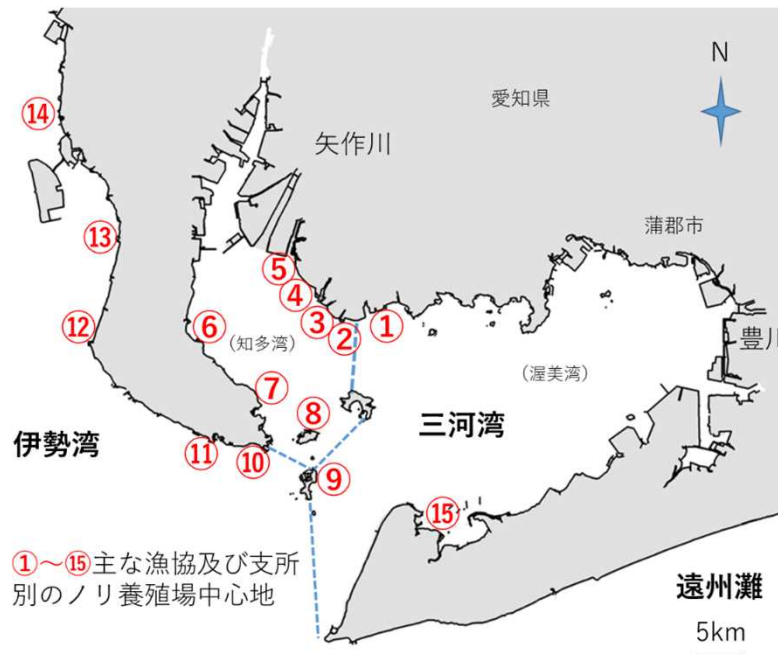 N
愛知県
⑭
矢作川
蒲郡市
⑬
⑤
④
⑫
⑥
③
②
①
(知多湾)
豊川
(渥美湾)
⑦
⑧
三河湾
伊勢湾
⑪
⑩
⑨
⑮
①～⑮主な漁協及び支所
別のノリ養殖場中心地
遠州灘
5km